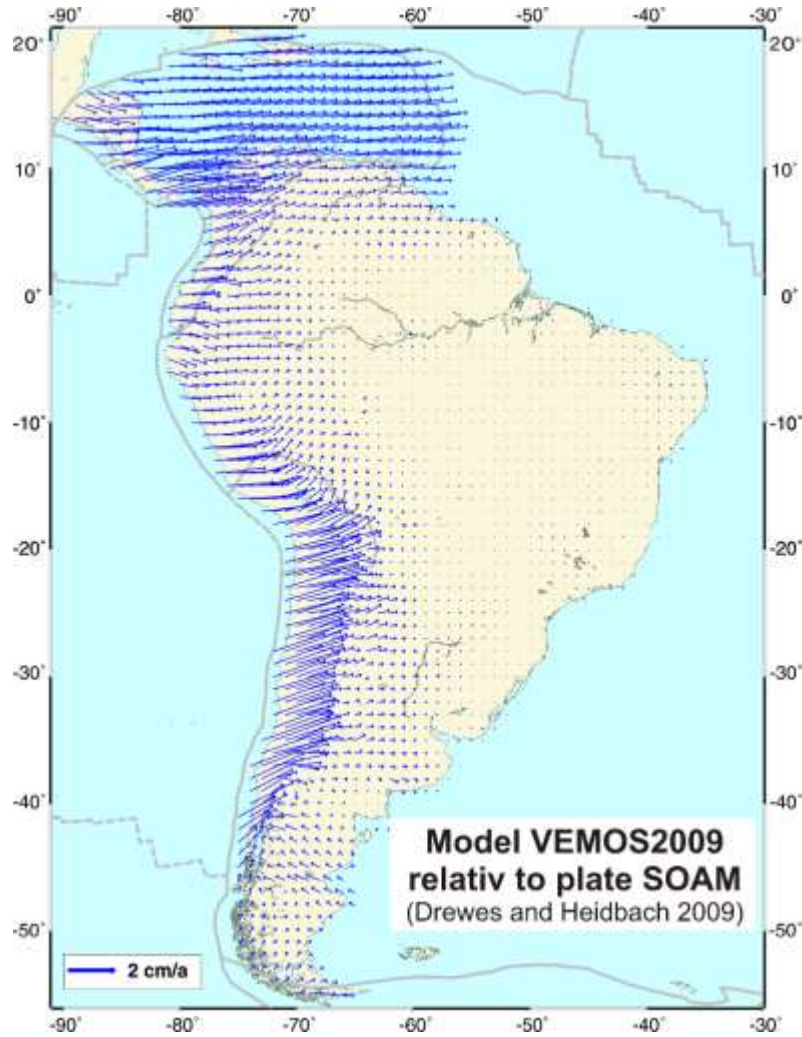 -90° -80° -70° -60° -50° -40° -30°
20° 20°
10° 10°
0° 0°
-10° -10°
-20° -20°
-30° -30°
-40° -40°
Model VEMOS2009
relativ to plate SOAM
(Drewes and Heidbach 2009)
-50° -50°
2 cm/a
-90° -80° -70° -60° -50° -40° -30°